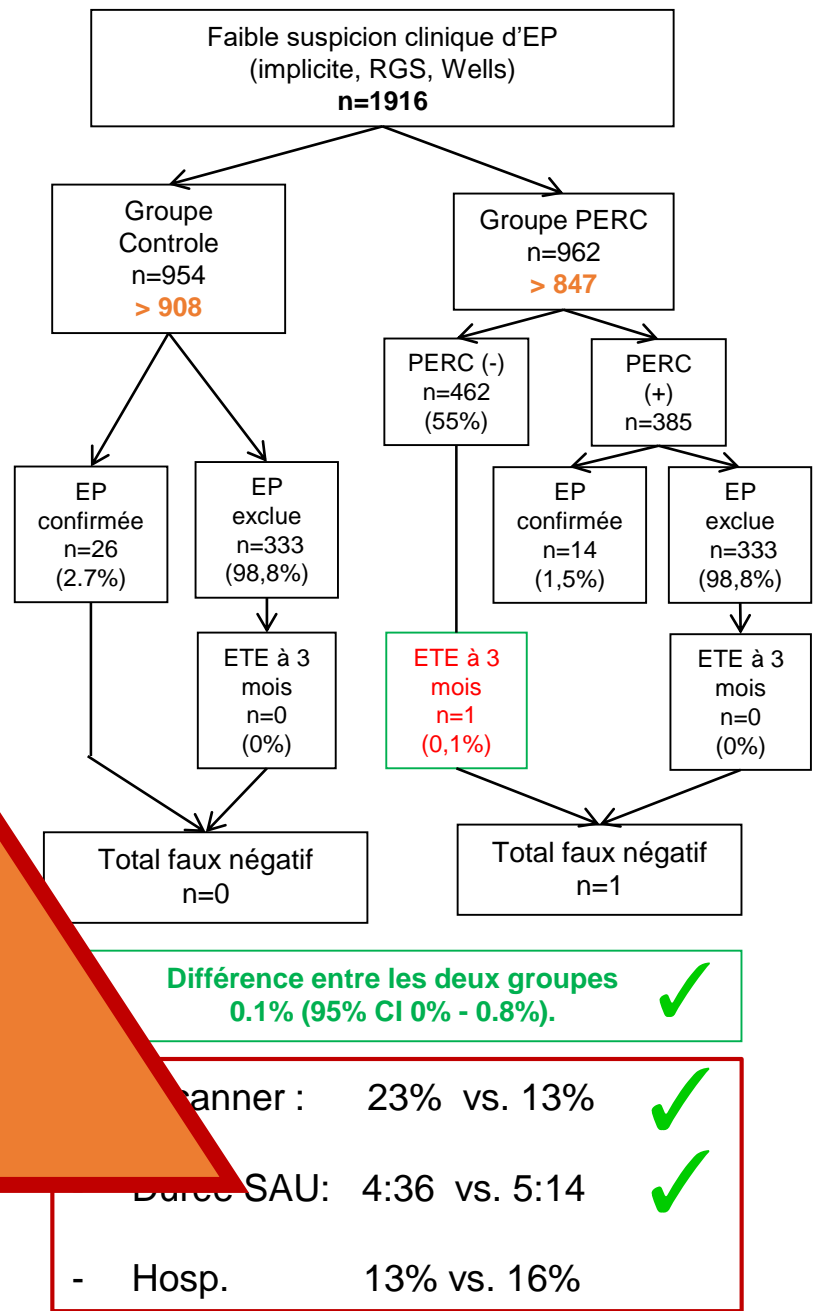 Faible suspicion clinique d'EP
(implicite, RGS, Wells)
n=1916
Groupe
Controle
n=954
> 908
Groupe PERC
n=962
> 847
PERC (-)
n=462
(55%)
PERC
(+)
n=385
EP
confirmée
n=26
(2.7%)
EP
exclue
n=333
(98,8%)
EP
confirmée
n=14
(1,5%)
EP
exclue
n=333
(98,8%)
ETE à 3
mois
n=0
(0%)
ETE à 3
mois
n=1
(0,1%)
ETE à 3
mois
n=0
(0%)
Total faux négatif
n=0
Total faux négatif
n=1
Différence entre les deux groupes
0.1% (95% CI 0% - 0.8%).
canner : 23% vs. 13%
Durée SAU: 4:36 vs. 5:14
- Hosp. 13% vs. 16%